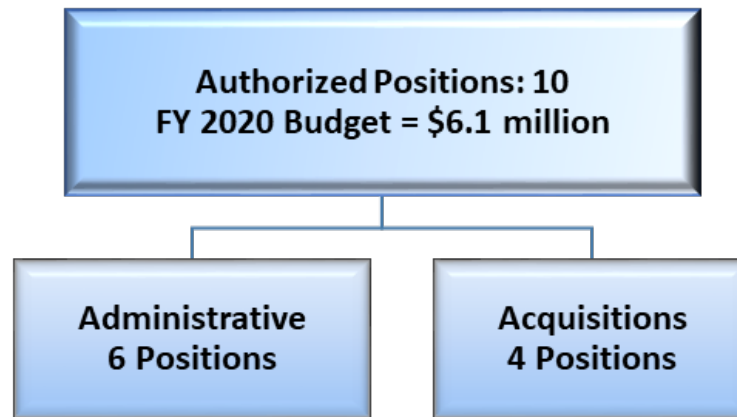 Authorized Positions: 10
FY 2020 Budget = $6.1 million
Administrative
6 Positions
Acquisitions
4 Positions